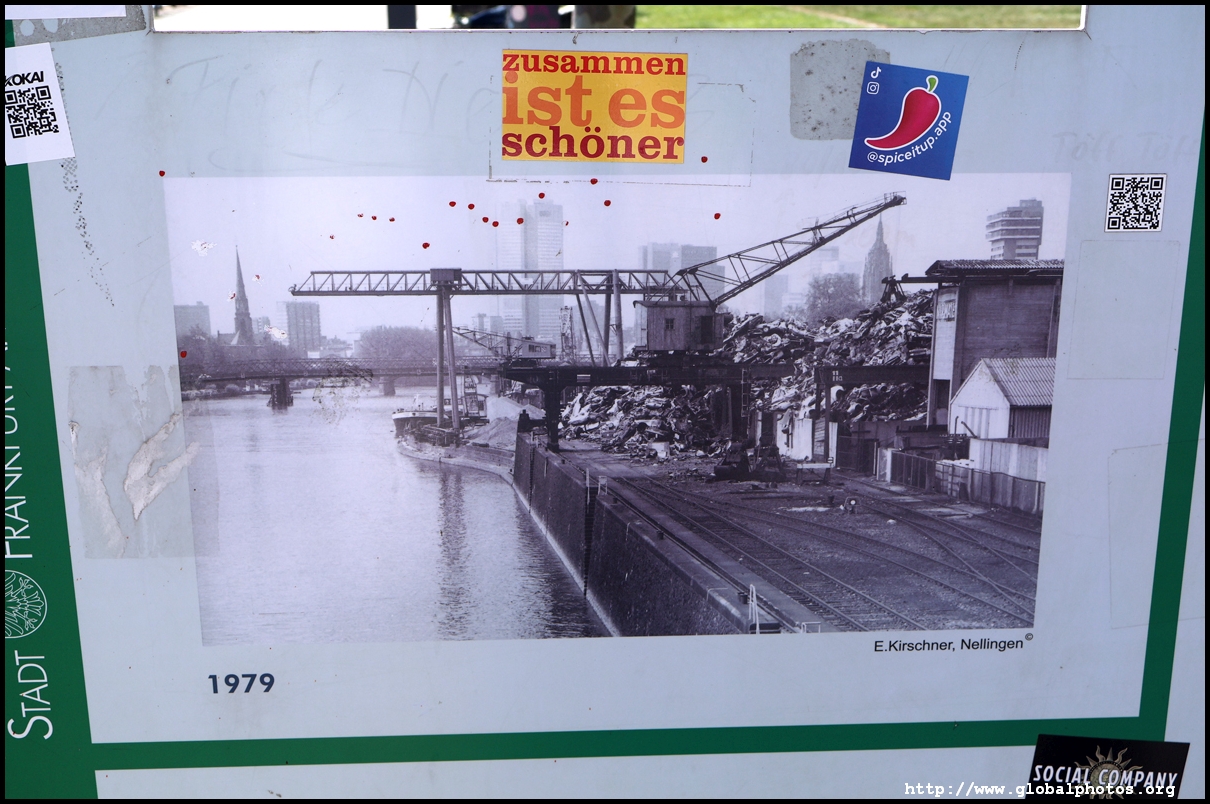 KOKAI
zusammen
ist es
schöner
@spiceitup.app
STADT FRANKFURT A
E.Kirschner, Nellingen©
1979
SOCIAL COMPANY
http://www.globalphotos.org